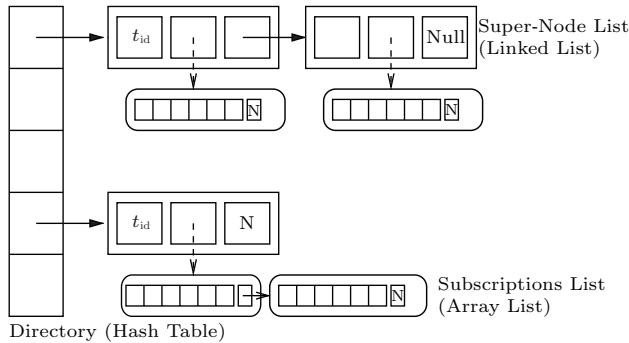 t_id
Null
Super-Node List
(Linked List)
N
N
t_id
N
Subscriptions List
(Array List)
N
Directory (Hash Table)